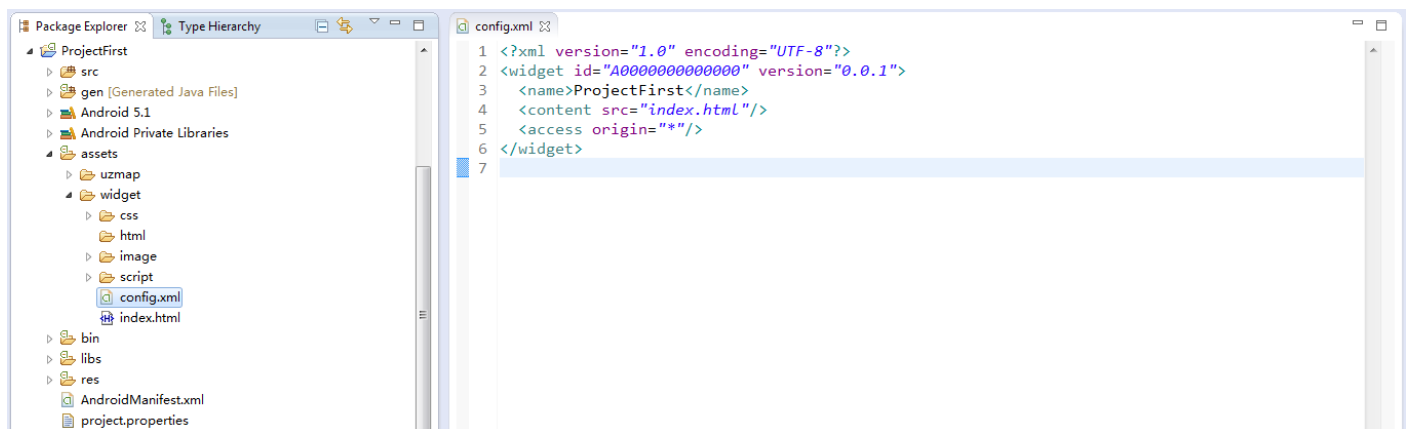 Package Explorer
Type Hierarchy
ProjectFirst
src
gen [Generated Java Files]
Android 5.1
Android Private Libraries
assets
uzmap
widget
css
html
image
script
config.xml
index.html
bin
libs
res
AndroidManifest.xml
project.properties
config.xml
1 <?xml version="1.0" encoding="UTF-8"?>
2 <widget id="A0000000000000" version="0.0.1">
3 <name>ProjectFirst</name>
4 <content src="index.html"/>
5 <access origin="*"/>
6 </widget>
7